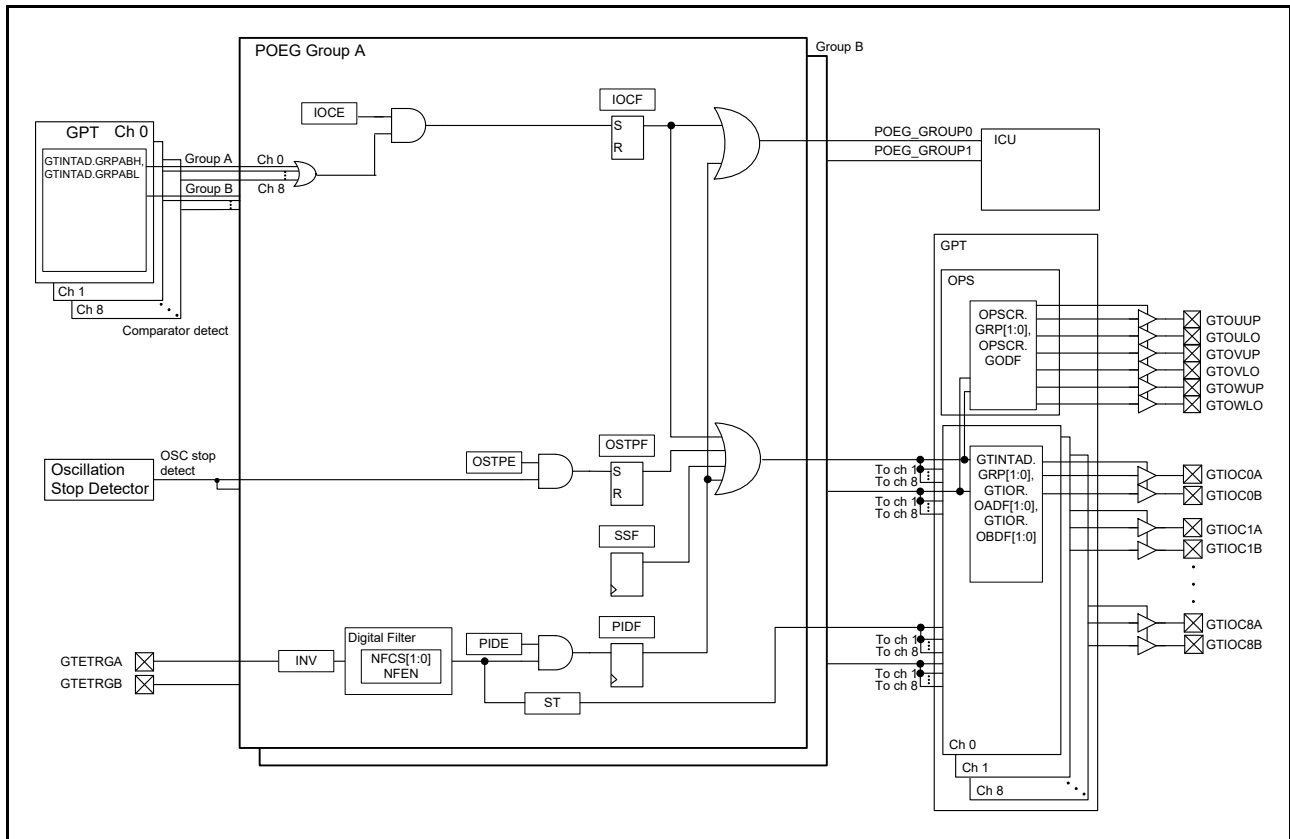 POEG Group A
Group B
IOCE
IOCF
S
R
GPT Ch 0
GTINTAD.GRPABH,
GTINTAD.GRPABL
Group A
Group B
Ch 0
Ch 8
Ch 1
Ch 8
Comparator detect
POEG_GROUP0
POEG_GROUP1
ICU
GPT
OPS
OPSCR.
GRP[1:0],
OPSCR.
GODF
GTOUUP
GTOULO
GTOVUP
GTOVLO
GTOWUP
GTOWLO
Oscillation
Stop Detector
OSC stop
detect
OSTPE
OSTPF
S
R
SSF
To ch 1
To ch 8
To ch 1
To ch 8
GTINTAD.
GRP[1:0],
GTIOR.
OADF[1:0],
GTIOR.
OBDF[1:0]
GTIOC0A
GTIOC0B
GTIOC1A
GTIOC1B
GTIOC8A
GTIOC8B
GTETRGA
GTETRGB
INV
Digital Filter
NFCS[1:0]
NFEN
PIDE
PIDF
ST
To ch 1
To ch 8
To ch 1
To ch 8
Ch 0
Ch 1
Ch 8